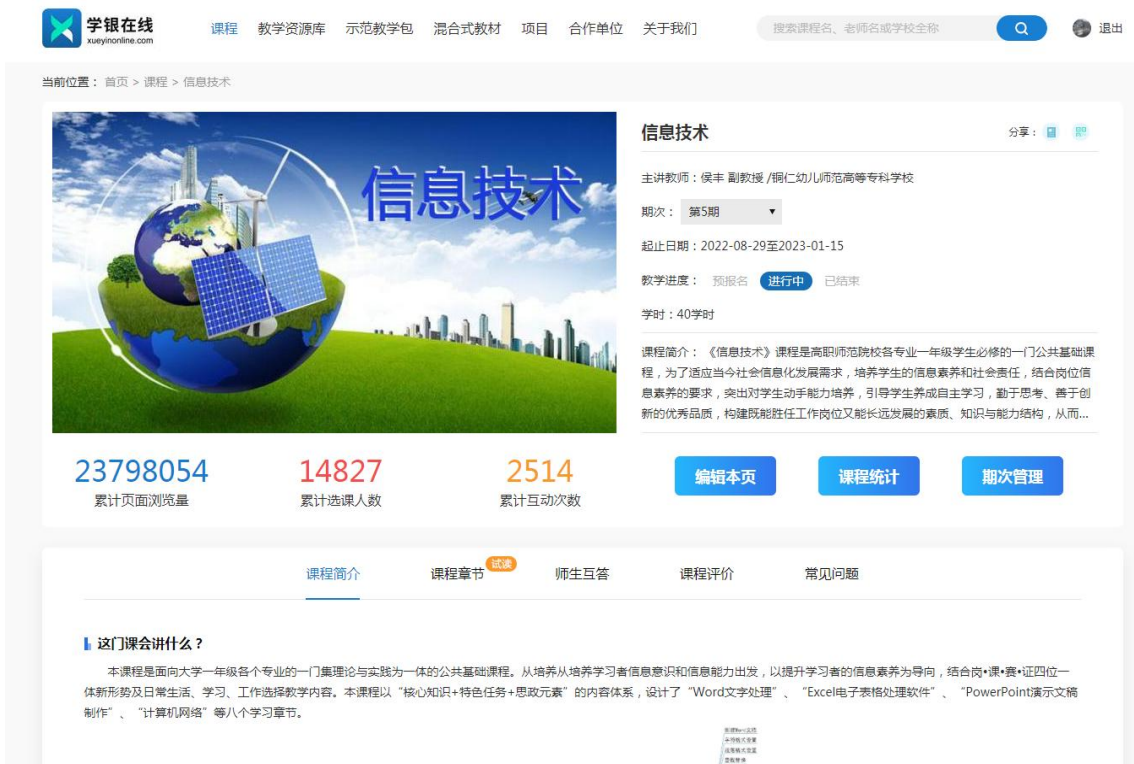 学银在线
xueyinonline.com
课程 教学资源库 示范教学包 混合式教材 项目 合作单位 关于我们
搜索课程名、老师名或学校全称
退出
当前位置： 首页 > 课程 > 信息技术
信息技术
信息技术
分享：
主讲教师：侯丰 副教授 /铜仁幼儿师范高等专科学校
期次： 第5期
起止日期：2022-08-29至2023-01-15
教学进度： 预报名 进行中 已结束
学时：40学时
课程简介： 《信息技术》课程是高职师范院校各专业一年级学生必修的一门公共基础课
程，为了适应当今社会信息化发展需求，培养学生的信息素养和社会责任，结合岗位信
息素养的要求，突出对学生动手能力培养，引导学生养成自主学习，勤于思考、善于创
新的优秀品质，构建既能胜任工作岗位又能长远发展的素质、知识与能力结构，从而...
23798054 14827 2514
累计页面浏览量 累计选课人数 累计互动次数
编辑本页 课程统计 期次管理
课程简介 课程章节 试读 师生互答 课程评价 常见问题
这门课会讲什么？
本课程是面向大学一年级各个专业的一门集理论与实践为一体的公共基础课程。从培养从培养学习者信息意识和信息能力出发，以提升学习者的信息素养为导向，结合岗•课•赛•证四位一
体新形势及日常生活、学习、工作选择教学内容。本课程以“核心知识+特色任务+思政元素”的内容体系，设计了“Word文字处理”、“Excel电子表格处理软件”、“PowerPoint演示文稿
制作”、“计算机网络”等八个学习章节。